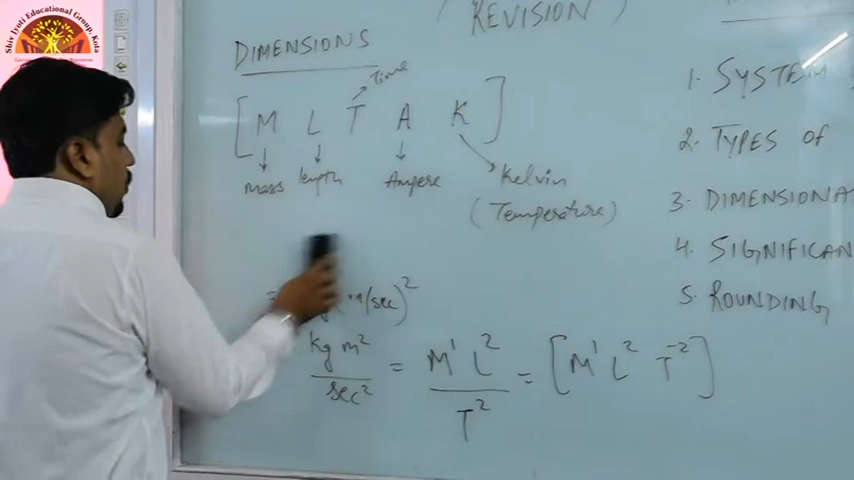 Shiv Jyoti Educational Group, Kota
( REVISION )
DIMENSIONS
Time
[ M L T A K ]
Mass length Ampere Kelvin
(Temperature)
1. SYSTEM
2. TYPES OF
3. DIMENSIONA
4. SIGNIFICAN
5. ROUNDING
m/sec)²
Kg m² / sec² = M¹ L² / T² = [ M¹ L² T⁻² ]